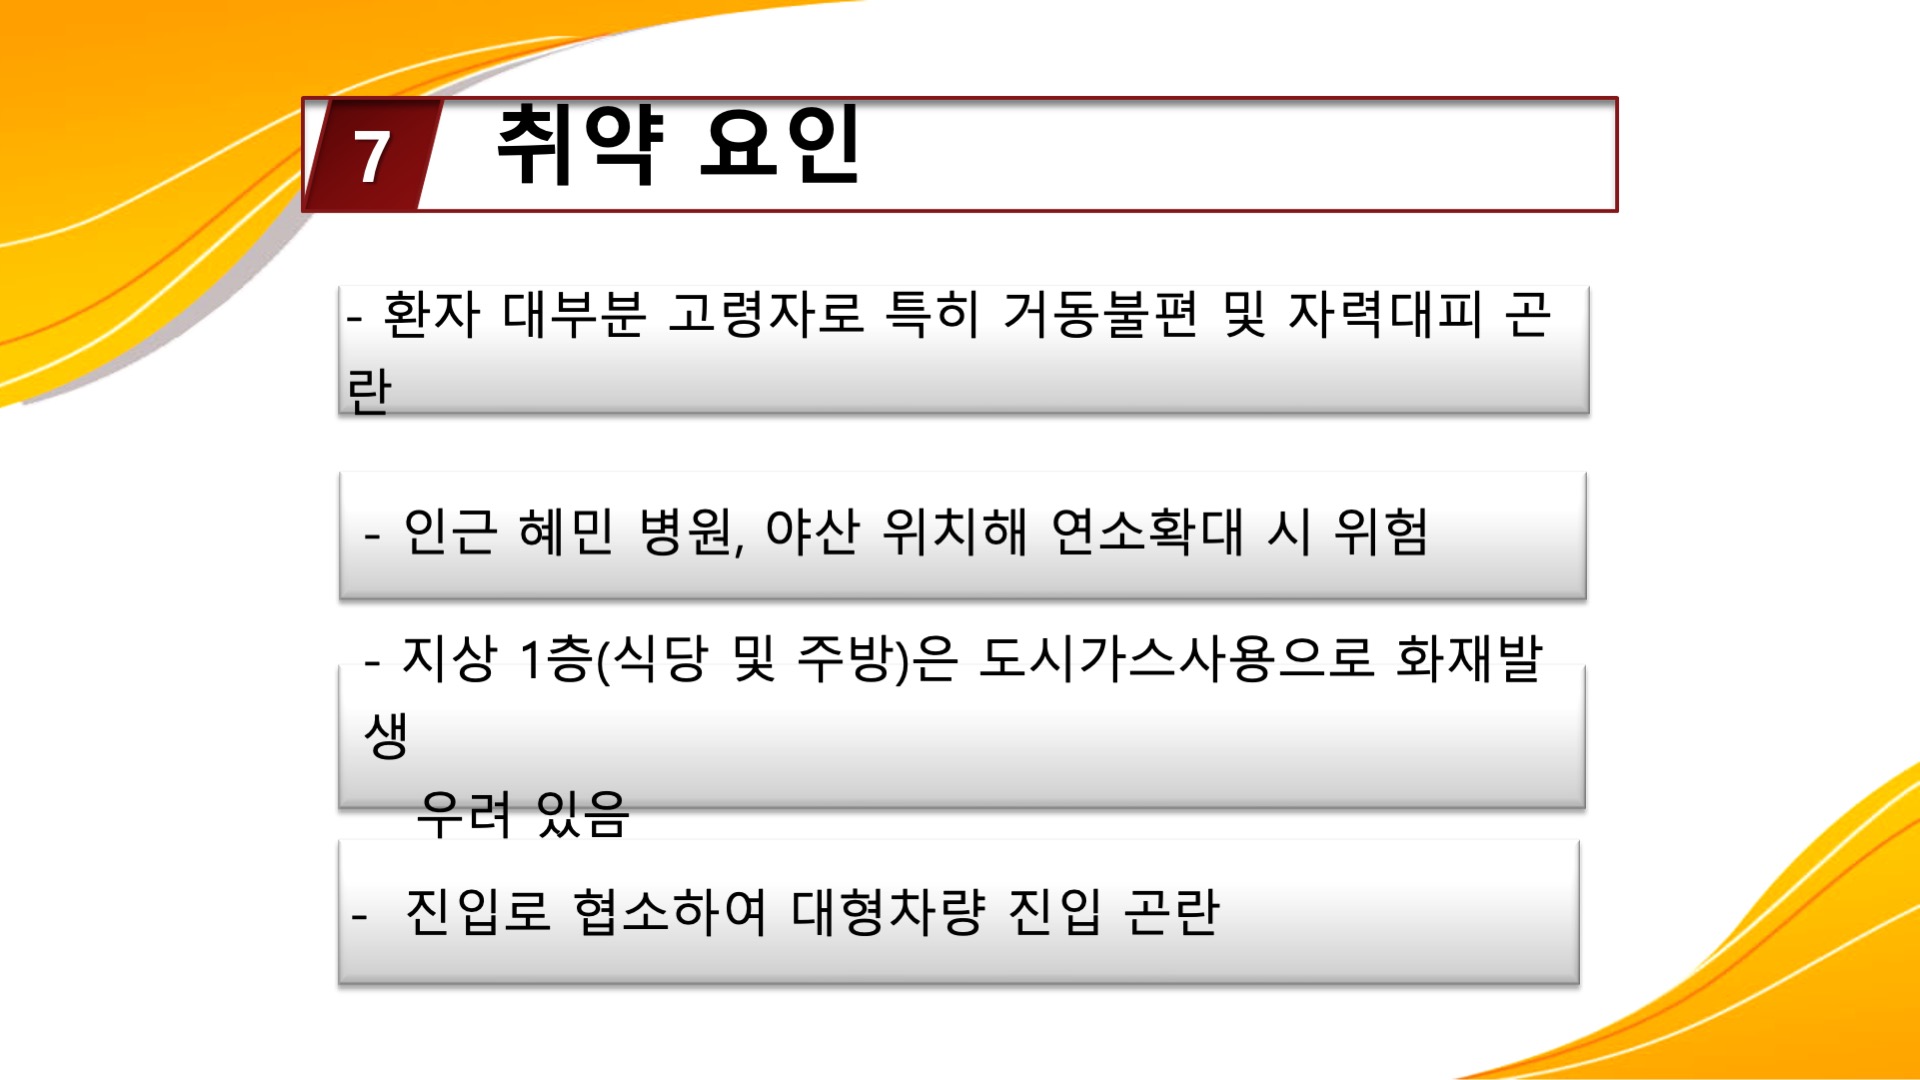 7 취약 요인
- 환자 대부분 고령자로 특히 거동불편 및 자력대피 곤
란
- 인근 혜민 병원, 야산 위치해 연소확대 시 위험
- 지상 1층(식당 및 주방)은 도시가스사용으로 화재발
생
우려 있음
- 진입로 협소하여 대형차량 진입 곤란